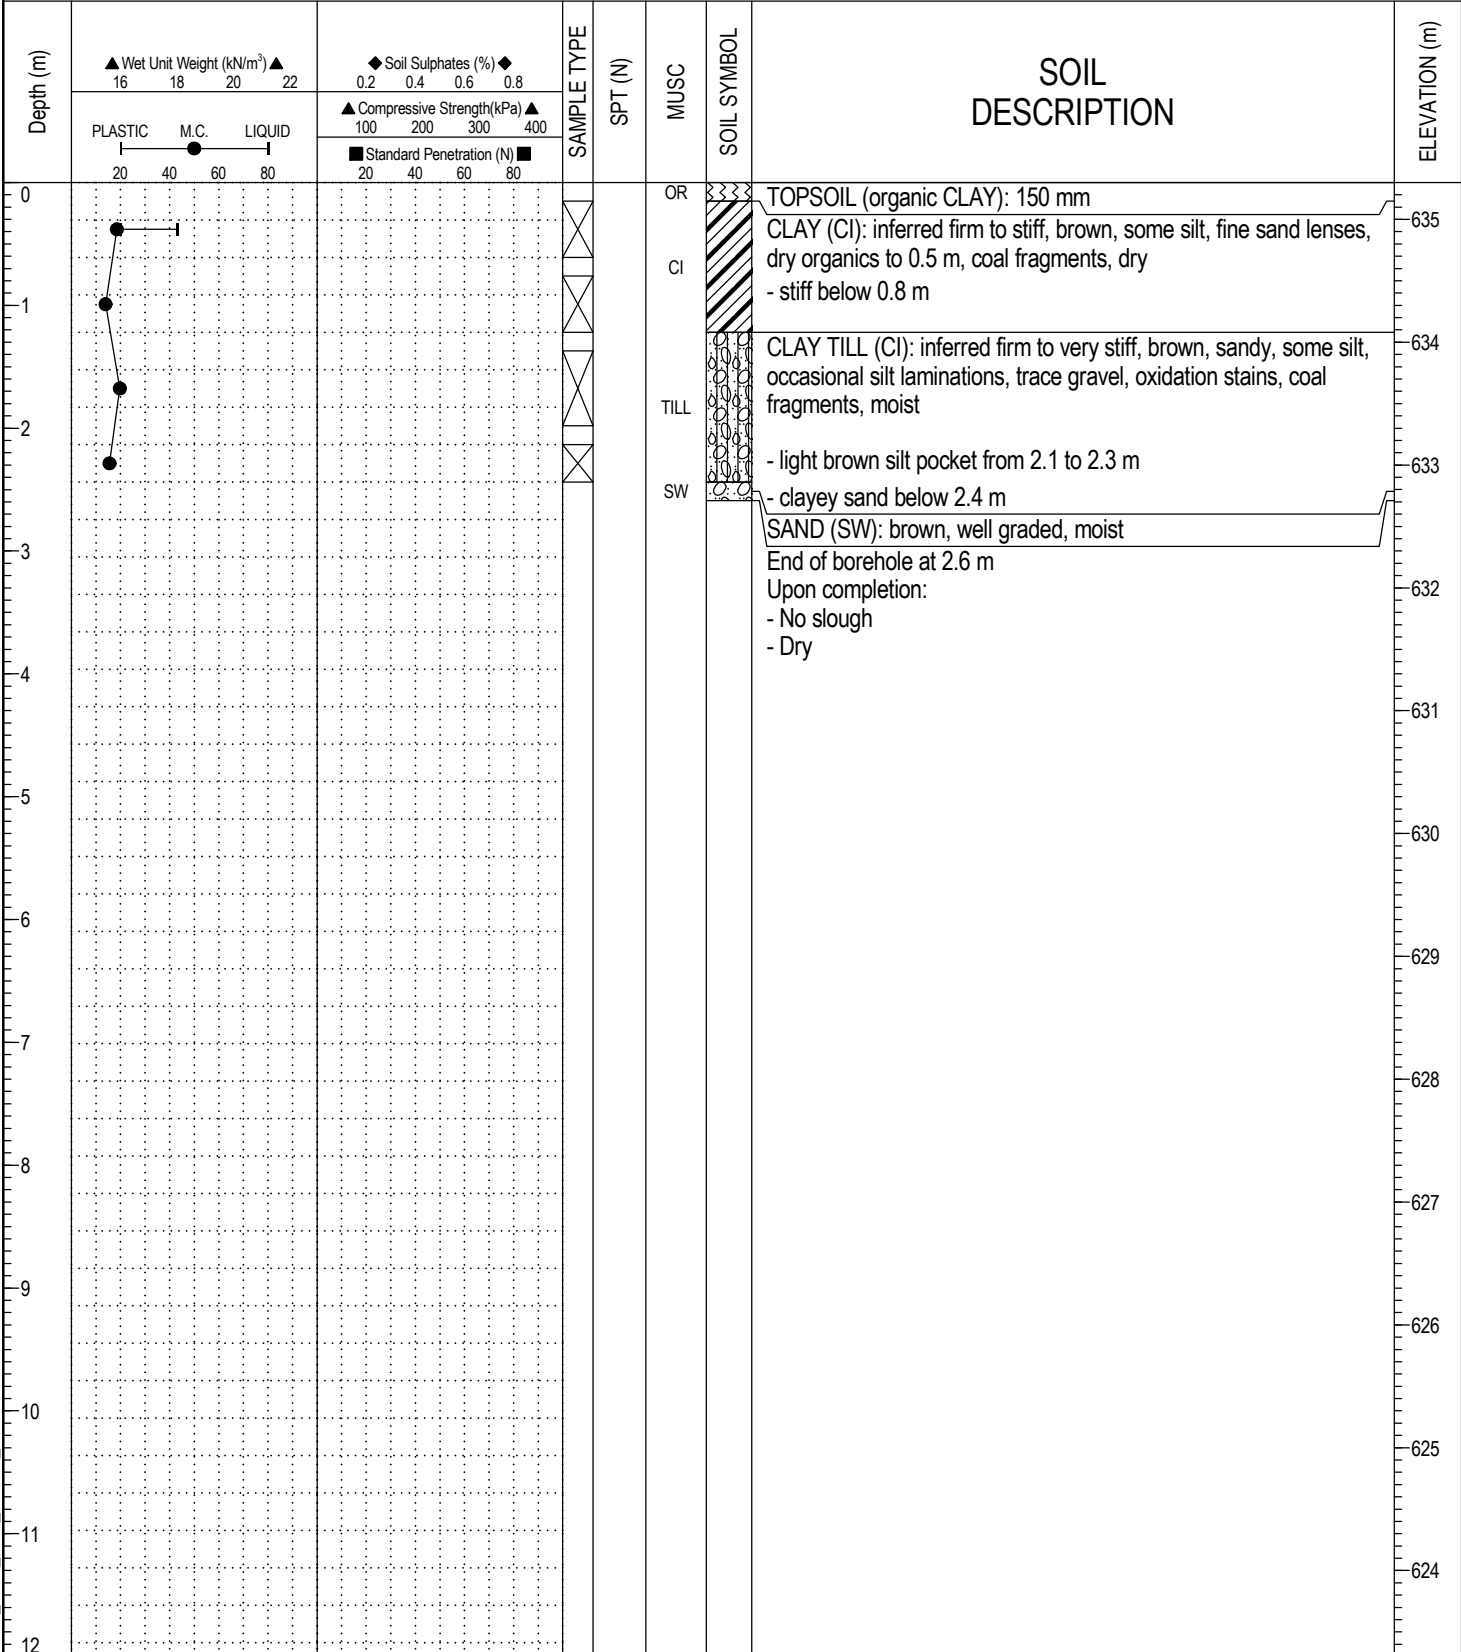 Depth (m)
▲ Wet Unit Weight (kN/m³) ▲
16 18 20 22
PLASTIC M.C. LIQUID
20 40 60 80
◆ Soil Sulphates (%) ◆
0.2 0.4 0.6 0.8
▲ Compressive Strength(kPa) ▲
100 200 300 400
■ Standard Penetration (N) ■
20 40 60 80
SAMPLE TYPE
SPT (N)
MUSC
SOIL SYMBOL
SOIL
DESCRIPTION
ELEVATION (m)
0
1
2
3
4
5
6
7
8
9
10
11
12
OR
CI
TILL
SW
TOPSOIL (organic CLAY): 150 mm
CLAY (CI): inferred firm to stiff, brown, some silt, fine sand lenses,
dry organics to 0.5 m, coal fragments, dry
- stiff below 0.8 m
CLAY TILL (CI): inferred firm to very stiff, brown, sandy, some silt,
occasional silt laminations, trace gravel, oxidation stains, coal
fragments, moist
- light brown silt pocket from 2.1 to 2.3 m
- clayey sand below 2.4 m
SAND (SW): brown, well graded, moist
End of borehole at 2.6 m
Upon completion:
- No slough
- Dry
635
634
633
632
631
630
629
628
627
626
625
624